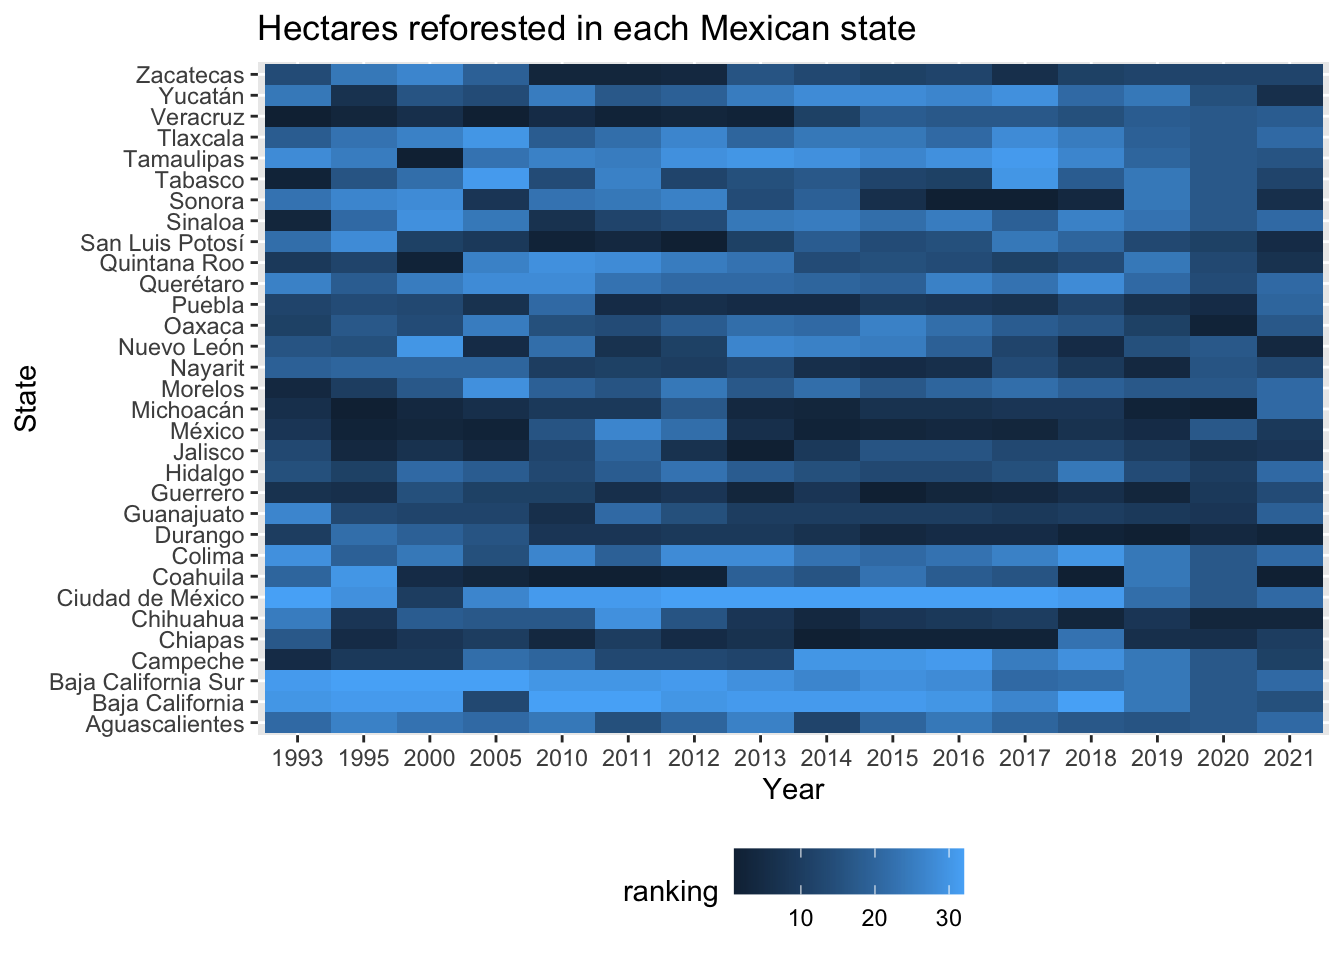 Hectares reforested in each Mexican state
Zacatecas
Yucatán
Veracruz
Tlaxcala
Tamaulipas
Tabasco
Sonora
Sinaloa
San Luis Potosí
Quintana Roo
Querétaro
Puebla
Oaxaca
Nuevo León
Nayarit
Morelos
Michoacán
México
Jalisco
Hidalgo
Guerrero
Guanajuato
Durango
Colima
Coahuila
Ciudad de México
Chihuahua
Chiapas
Campeche
Baja California Sur
Baja California
Aguascalientes
State
1993 1995 2000 2005 2010 2011 2012 2013 2014 2015 2016 2017 2018 2019 2020 2021
Year
ranking
10 20 30